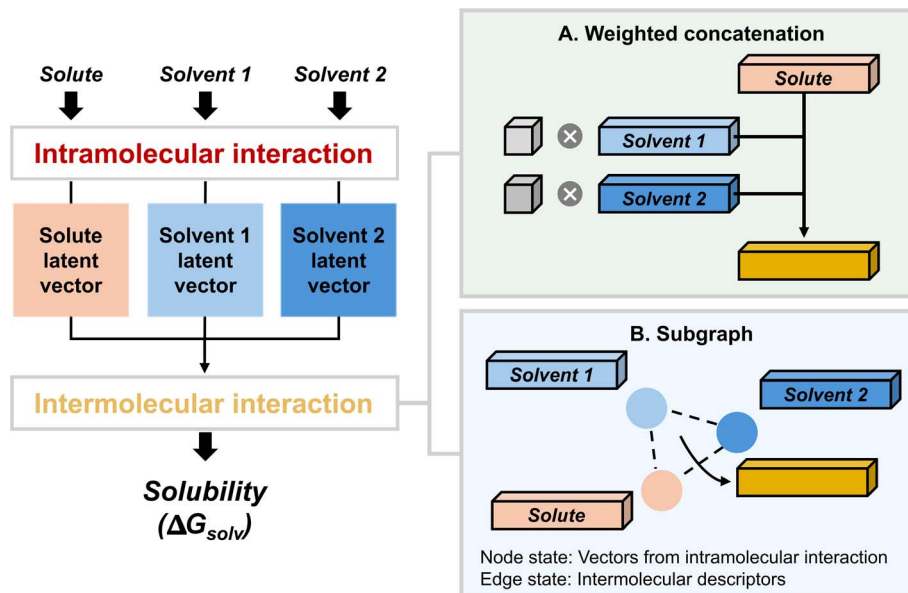 Solute
Solvent 1
Solvent 2
Intramolecular interaction
Solute
latent
vector
Solvent 1
latent
vector
Solvent 2
latent
vector
Intermolecular interaction
Solubility
(ΔG_solv)
A. Weighted concatenation
Solute
Solvent 1
Solvent 2
B. Subgraph
Solvent 1
Solvent 2
Solute
Node state: Vectors from intramolecular interaction
Edge state: Intermolecular descriptors